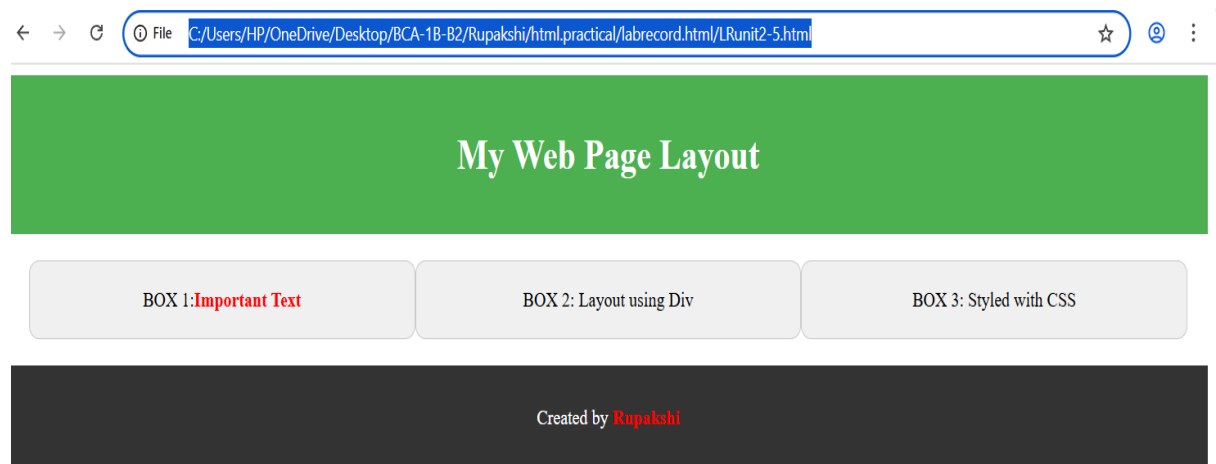 File C:/Users/HP/OneDrive/Desktop/BCA-1B-B2/Rupakshi/html.practical/labrecord.html/LRunit2-5.html
My Web Page Layout
BOX 1:Important Text BOX 2: Layout using Div BOX 3: Styled with CSS
Created by Rupakshi